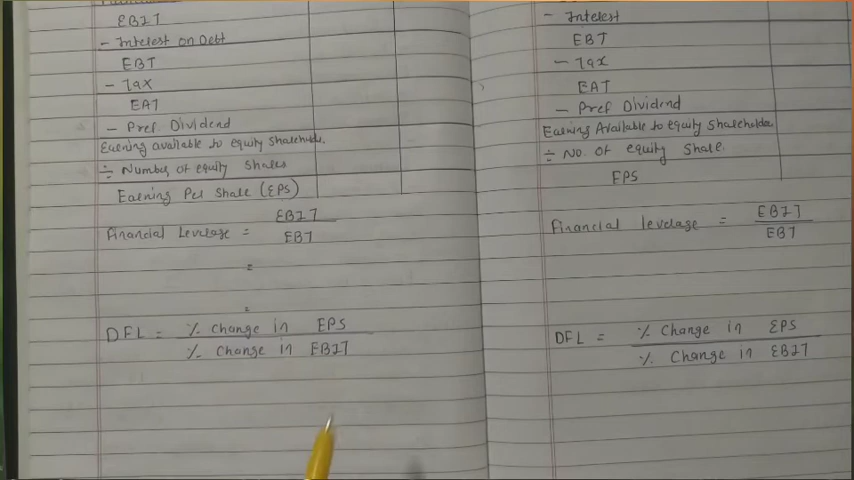 EBIT
- Interest on Debt
EBT
- Tax
EAT
- Pref. Dividend
Earning available to equity Shareholders.
÷ Number of equity Shares
Earning Per Share (EPS)
Financial Leverage = EBIT
EBT
=
=
DFL = % Change in EPS
% Change in EBIT
- Interest
EBT
- Tax
EAT
- Pref Dividend
Earning Available to equity Shareholder
÷ No. of equity Share.
EPS
Financial leverage = EBIT
EBT
DFL = % Change in EPS
% Change in EBIT